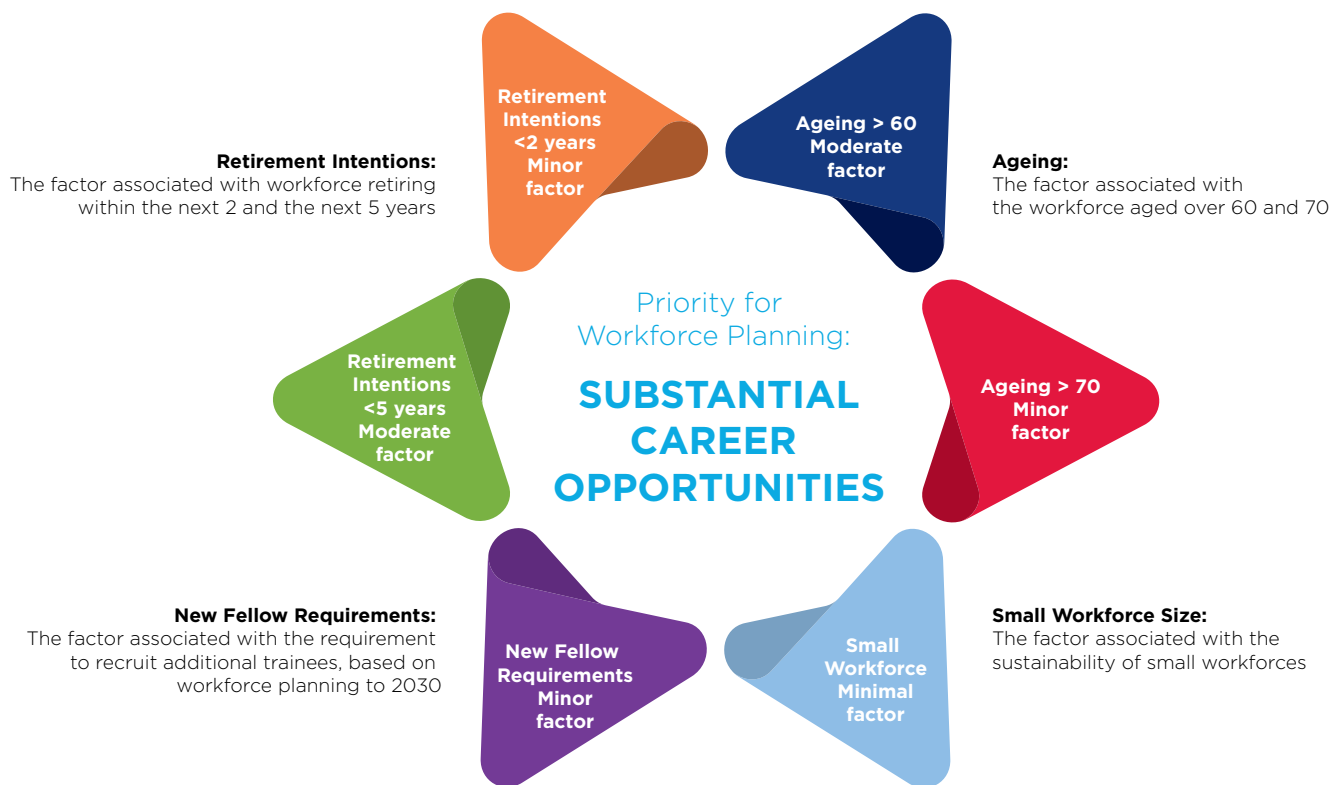 Retirement
Intentions
<2 years
Minor
factor
Ageing > 60
Moderate
factor
Retirement Intentions:
The factor associated with workforce retiring
within the next 2 and the next 5 years
Ageing:
The factor associated with
the workforce aged over 60 and 70
Priority for
Workforce Planning:
SUBSTANTIAL
CAREER
OPPORTUNITIES
Retirement
Intentions
<5 years
Moderate
factor
Ageing > 70
Minor
factor
New Fellow Requirements:
The factor associated with the requirement
to recruit additional trainees, based on
workforce planning to 2030
New Fellow
Requirements
Minor
factor
Small
Workforce
Minimal
factor
Small Workforce Size:
The factor associated with the
sustainability of small workforces